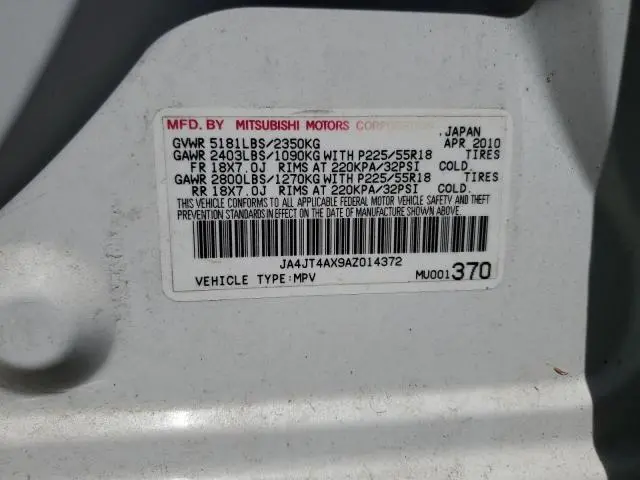 MFD. BY MITSUBISHI MOTORS CORPORATION, JAPAN
GVWR 5181LBS/2350KG APR 2010
GAWR 2403LBS/1090KG WITH P225/55R18 TIRES
FR 18X7.0J RIMS AT 220KPA/32PSI COLD.
GAWR 2800LBS/1270KG WITH P225/55R18 TIRES
RR 18X7.0J RIMS AT 220KPA/32PSI COLD.
THIS VEHICLE CONFORMS TO ALL APPLICABLE FEDERAL MOTOR VEHICLE SAFETY AND THEFT
PREVENTION STANDARDS IN EFFECT ON THE DATE OF MANUFACTURE SHOWN ABOVE.
JA4JT4AX9AZ014372
VEHICLE TYPE:MPV MU001370